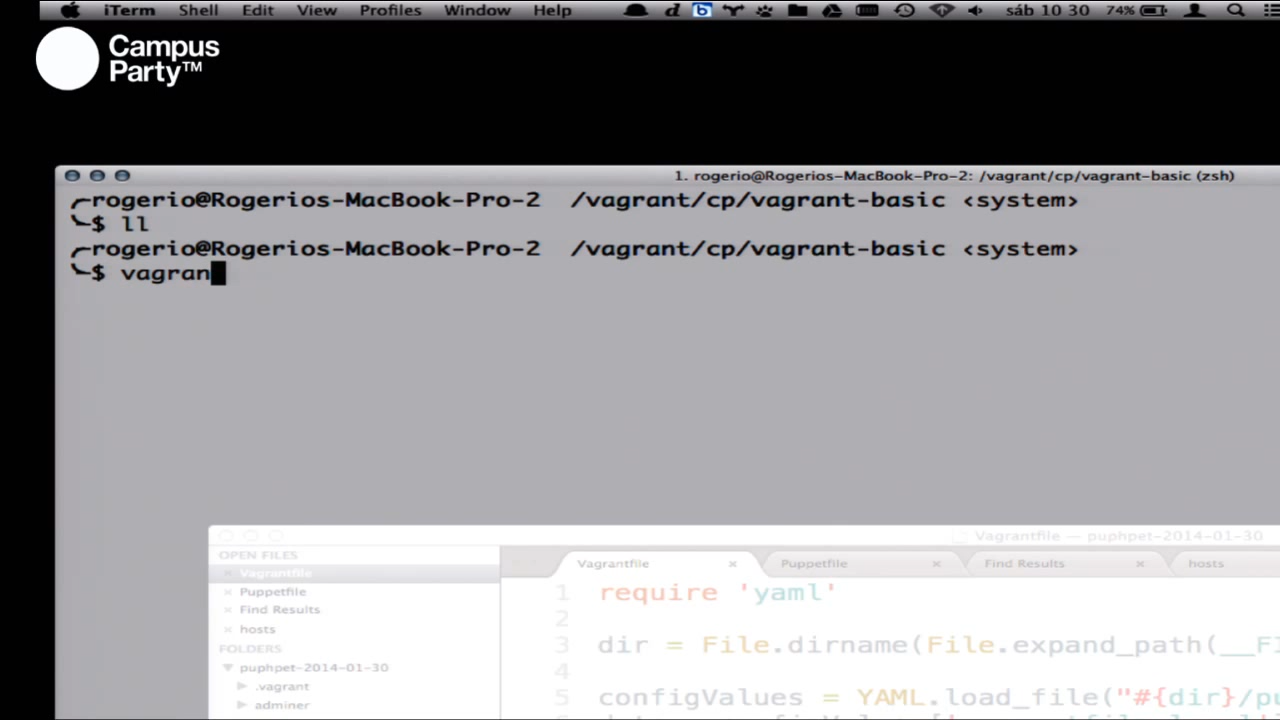 iTerm Shell Edit View Profiles Window Help sáb 10 30 74%
Campus
Party™
1. rogerio@Rogerios-MacBook-Pro-2: /vagrant/cp/vagrant-basic (zsh)
rogerio@Rogerios-MacBook-Pro-2 /vagrant/cp/vagrant-basic <system>
$ ll
rogerio@Rogerios-MacBook-Pro-2 /vagrant/cp/vagrant-basic <system>
$ vagran
Vagrantfile — puphpet-2014-01-30
OPEN FILES
Vagrantfile
Puppetfile
Find Results
hosts
FOLDERS
puphpet-2014-01-30
.vagrant
adminer
Vagrantfile Puppetfile Find Results hosts
1 require 'yaml'
2
3 dir = File.dirname(File.expand_path(__FI
4
5 configValues = YAML.load_file("#{dir}/pu